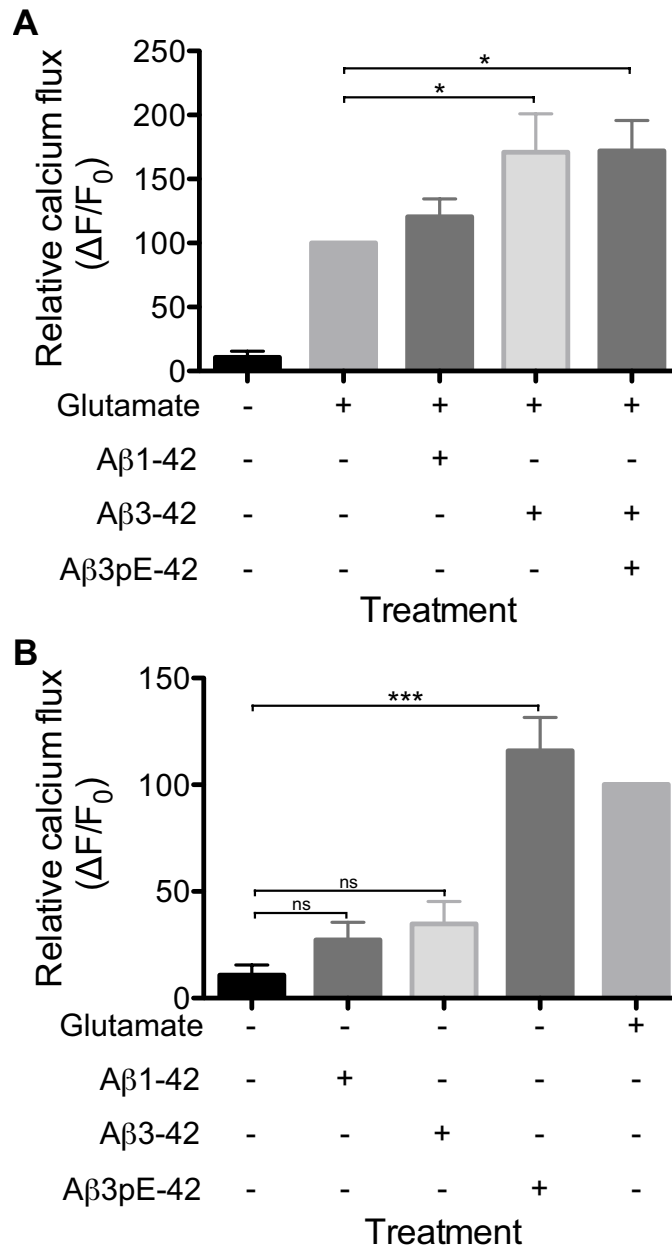 A
Relative calcium flux
(ΔF/F0)
250
200
150
100
50
0
*
*
Glutamate - + + + +
Aβ1-42 - - + - -
Aβ3-42 - - - + +
Aβ3pE-42 - - - - +
Treatment
B
Relative calcium flux
(ΔF/F0)
150
100
50
0
***
ns
ns
Glutamate - - - - +
Aβ1-42 - + - - -
Aβ3-42 - - + - -
Aβ3pE-42 - - - + -
Treatment